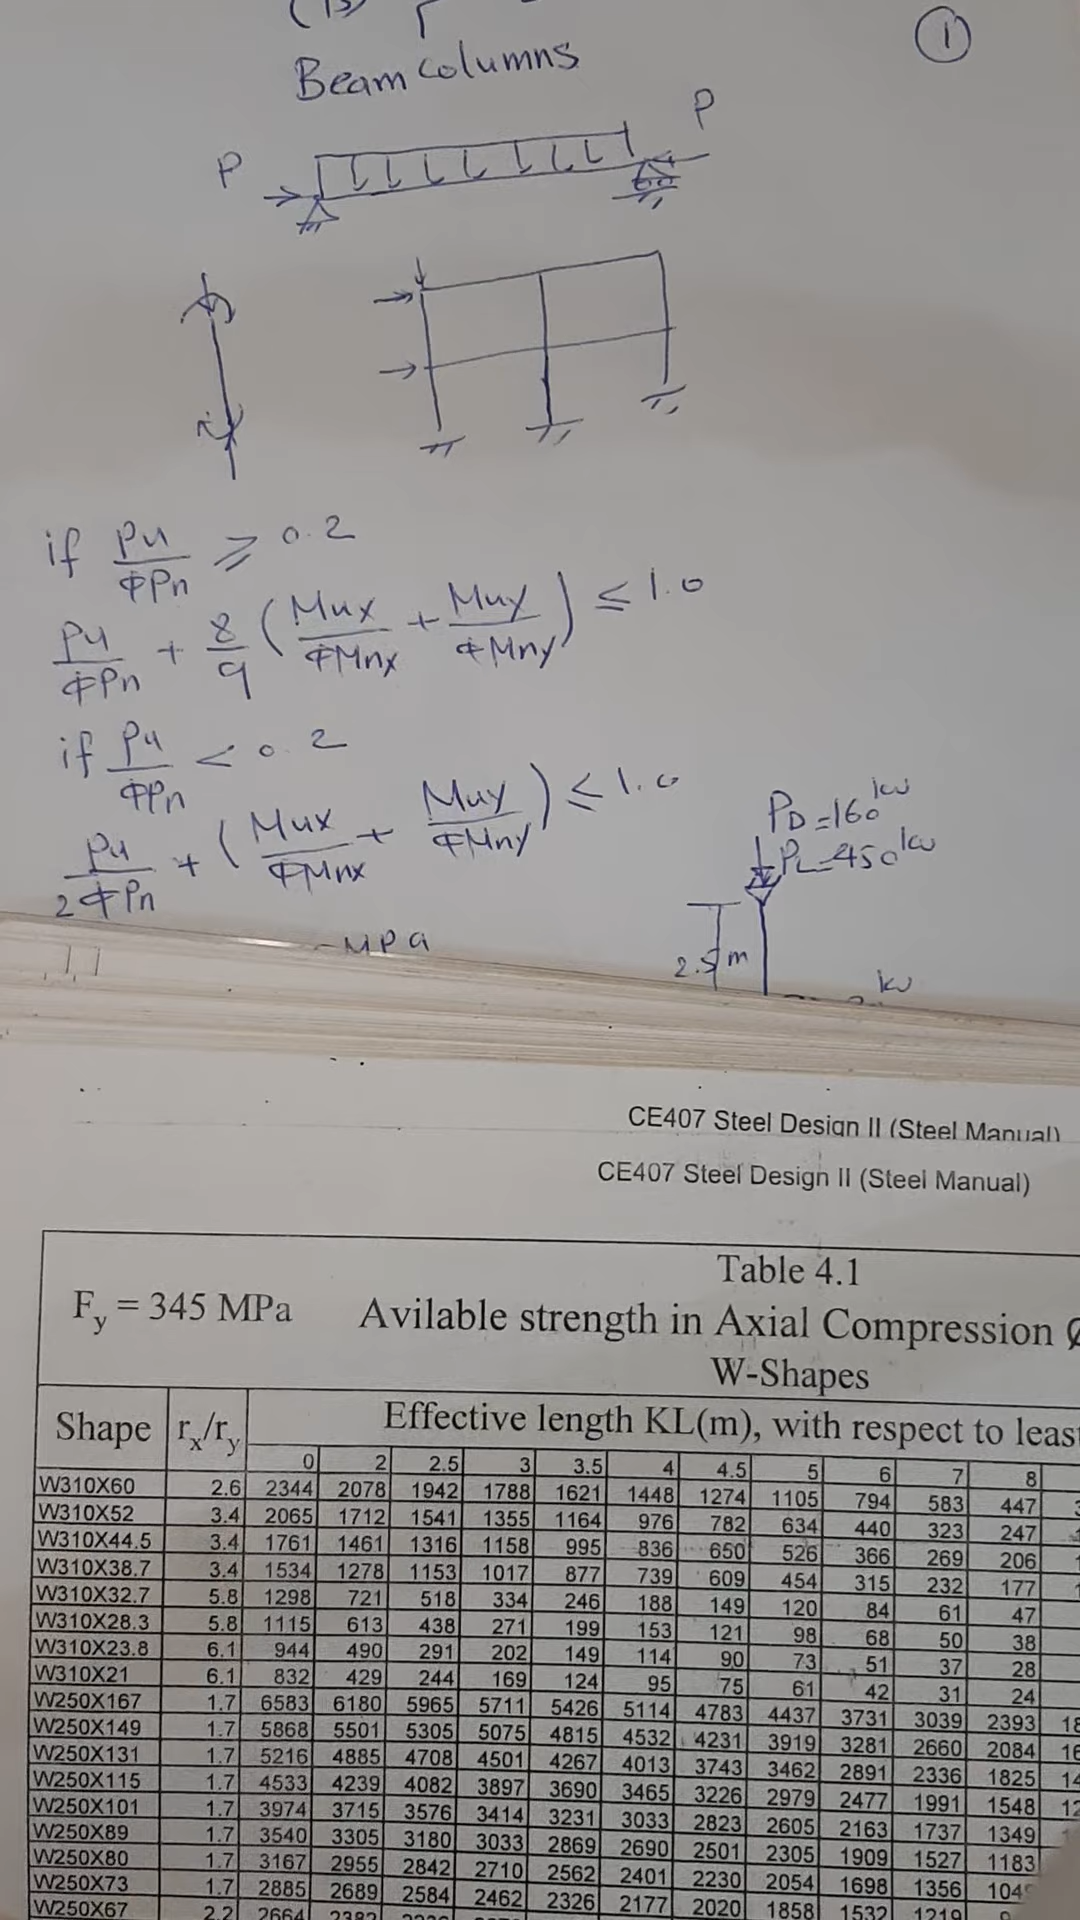 ①
Beam columns
P
P
if Pu/ΦPn ≥ 0.2
Pu/ΦPn + 8/9 (Mux/ΦMnx + Muy/ΦMny) ≤ 1.0
if Pu/ΦPn < 0.2
Pu/2ΦPn + (Mux/ΦMnx + Muy/ΦMny) ≤ 1.0
PD=160 kN
PL=450 kN
MPa
2.5 m
kN
CE407 Steel Design II (Steel Manual)
CE407 Steel Design II (Steel Manual)
Table 4.1
Fy = 345 MPa Avilable strength in Axial Compression
W-Shapes
Shape rx/ry Effective length KL(m), with respect to leas
0 2 2.5 3 3.5 4 4.5 5 6 7 8
W310X60 2.6 2344 2078 1942 1788 1621 1448 1274 1105 794 583 447
W310X52 3.4 2065 1712 1541 1355 1164 976 782 634 440 323 247
W310X44.5 3.4 1761 1461 1316 1158 995 836 650 526 366 269 206
W310X38.7 3.4 1534 1278 1153 1017 877 739 609 454 315 232 177
W310X32.7 5.8 1298 721 518 334 246 188 149 120 84 61 47
W310X28.3 5.8 1115 613 438 271 199 153 121 98 68 50 38
W310X23.8 6.1 944 490 291 202 149 114 90 73 51 37 28
W310X21 6.1 832 429 244 169 124 95 75 61 42 31 24
W250X167 1.7 6583 6180 5965 5711 5426 5114 4783 4437 3731 3039 2393
W250X149 1.7 5868 5501 5305 5075 4815 4532 4231 3919 3281 2660 2084
W250X131 1.7 5216 4885 4708 4501 4267 4013 3743 3462 2891 2336 1825
W250X115 1.7 4533 4239 4082 3897 3690 3465 3226 2979 2477 1991 1548
W250X101 1.7 3974 3715 3576 3414 3231 3033 2823 2605 2163 1737 1349
W250X89 1.7 3540 3305 3180 3033 2869 2690 2501 2305 1909 1527 1183
W250X80 1.7 3167 2955 2842 2710 2562 2401 2230 2054 1698 1356
W250X73 1.7 2885 2689 2584 2462 2326 2177 2020 1858 1532 1219
W250X67 2.2 2664